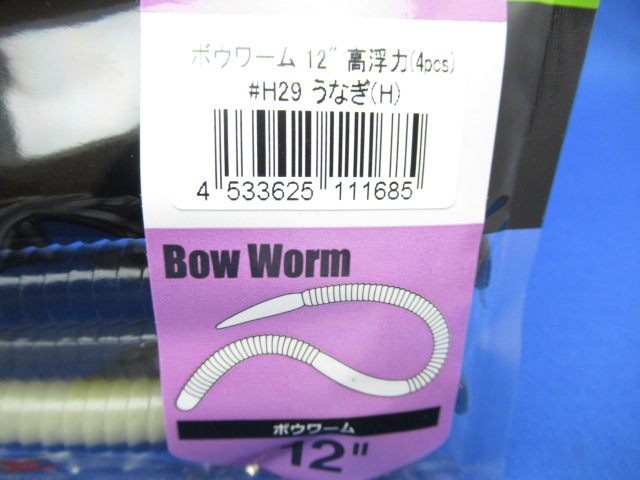 ボウワーム 12" 高浮力(4pcs)
#H29 うなぎ(H)
4 533625 111685
Bow Worm
ボウワーム
12"